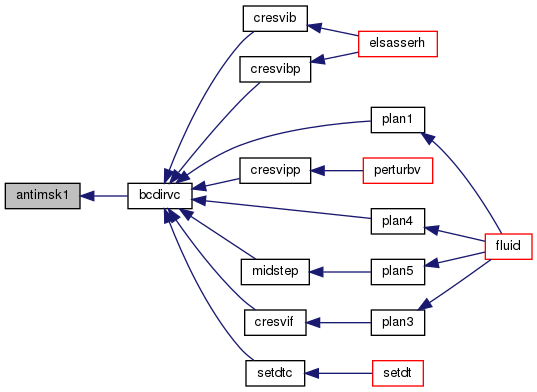 cresvib
elsasserh
cresvibp
plan1
cresvipp
perturbv
antimsk1
bcdirvc
plan4
fluid
midstep
plan5
cresvif
plan3
setdtc
setdt